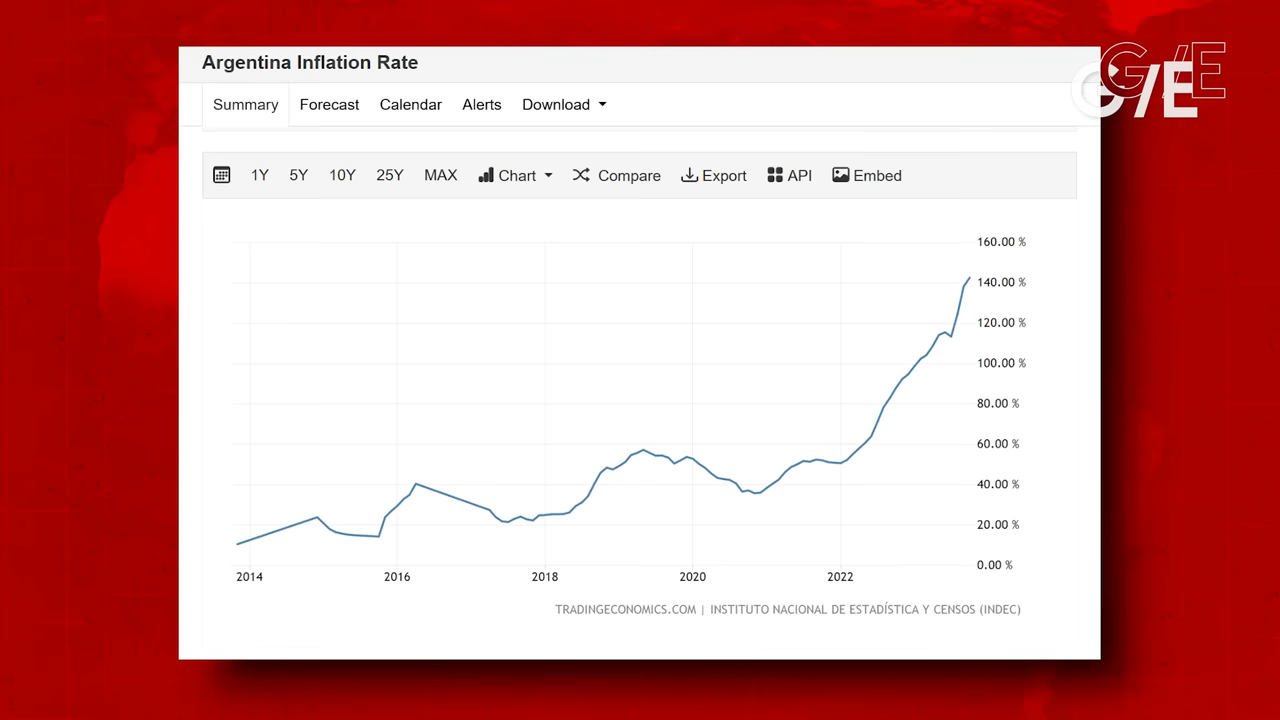 Argentina Inflation Rate
G/E
G/E
Summary Forecast Calendar Alerts Download
1Y 5Y 10Y 25Y MAX Chart Compare Export API Embed
160.00 %
140.00 %
120.00 %
100.00 %
80.00 %
60.00 %
40.00 %
20.00 %
0.00 %
2014 2016 2018 2020 2022
TRADINGECONOMICS.COM | INSTITUTO NACIONAL DE ESTADÍSTICA Y CENSOS (INDEC)